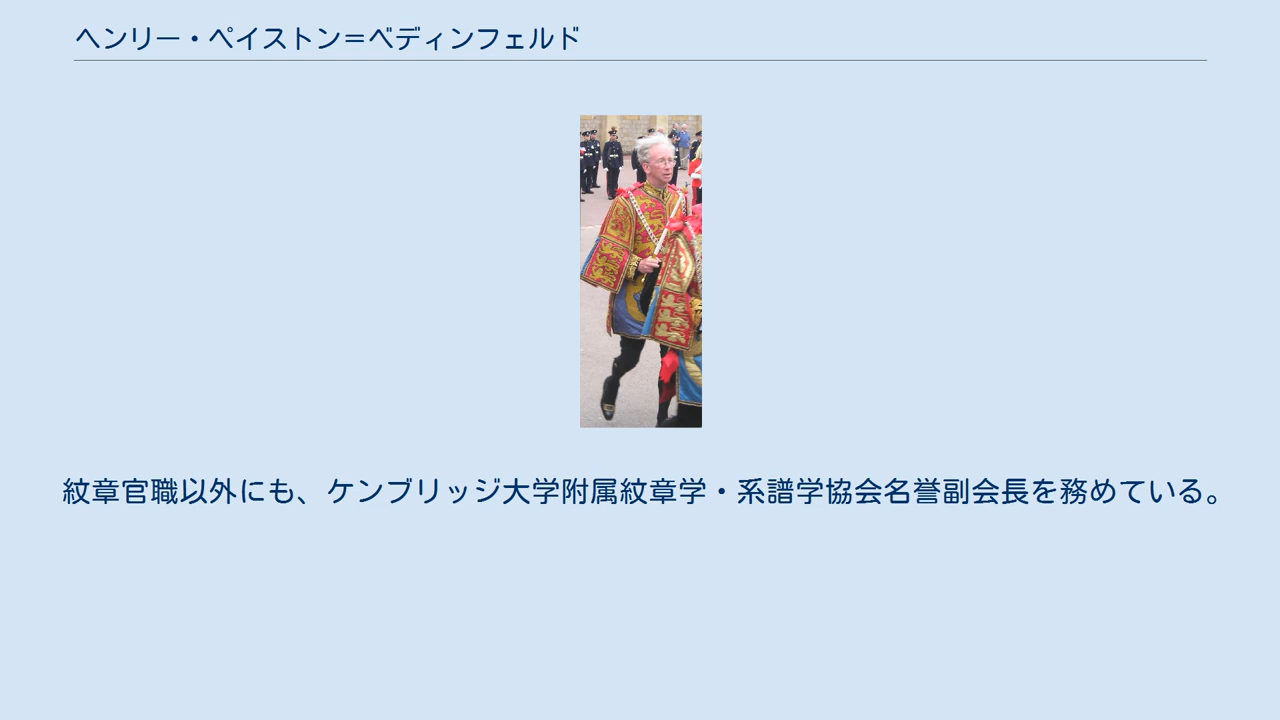 ヘンリー・ペイストン＝ベディンフェルド
紋章官職以外にも、ケンブリッジ大学附属紋章学・系譜学協会名誉副会長を務めている。